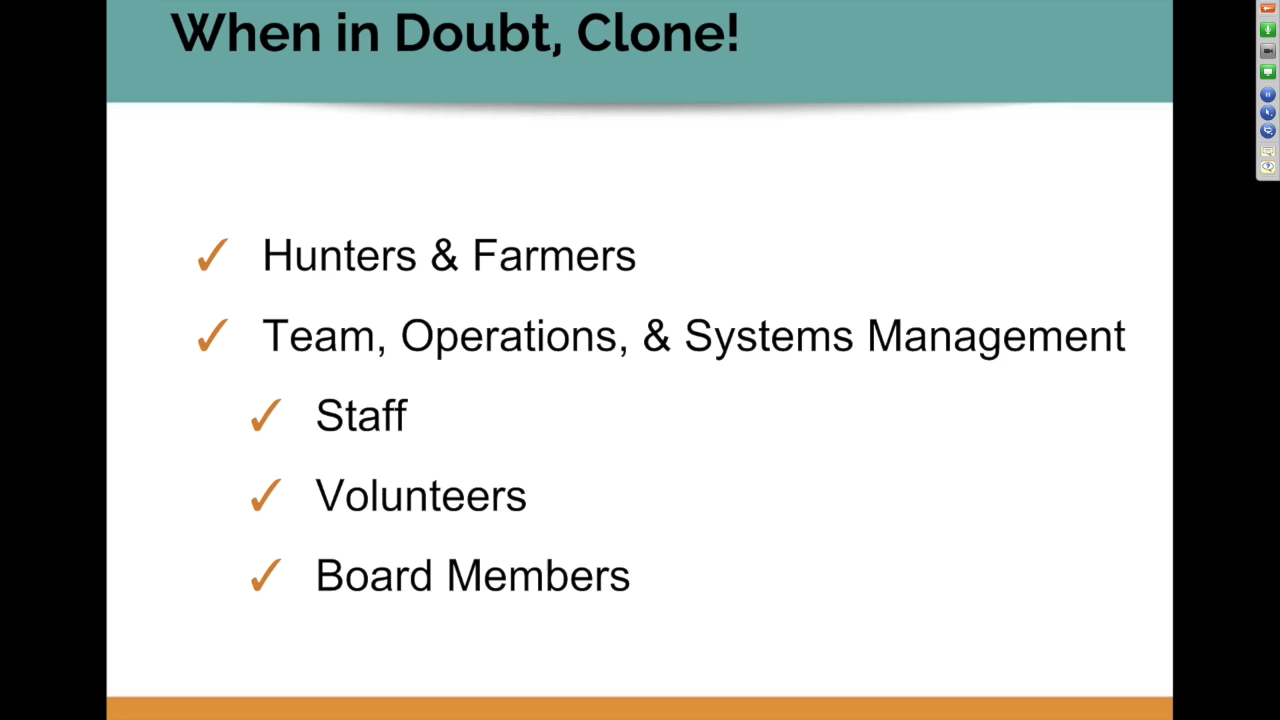 When in Doubt, Clone!
✓ Hunters & Farmers
✓ Team, Operations, & Systems Management
✓ Staff
✓ Volunteers
✓ Board Members